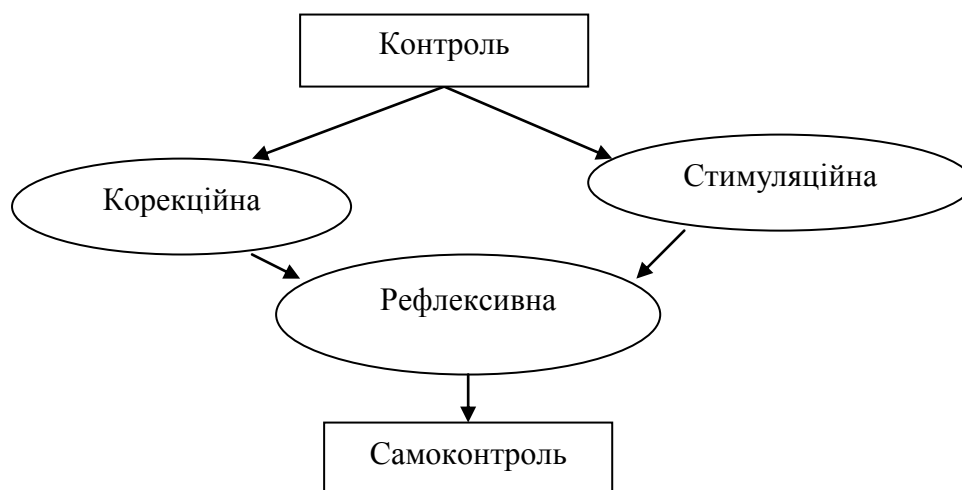 Контроль
Корекційна
Стимуляційна
Рефлексивна
Самоконтроль